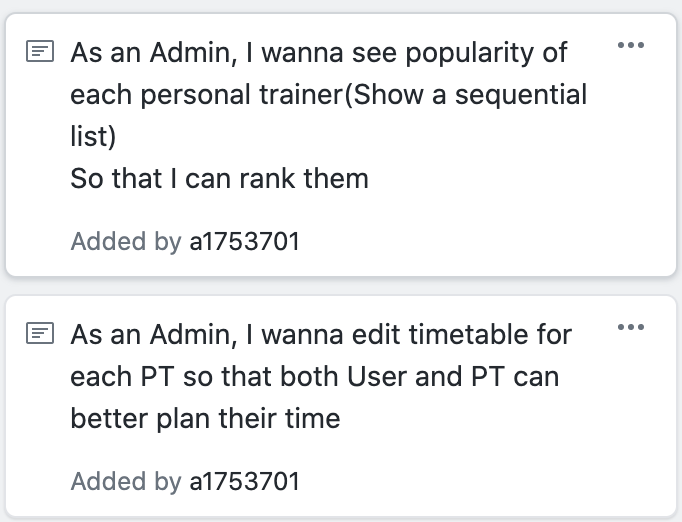 As an Admin, I wanna see popularity of
each personal trainer(Show a sequential
list)
So that I can rank them
Added by a1753701
As an Admin, I wanna edit timetable for
each PT so that both User and PT can
better plan their time
Added by a1753701